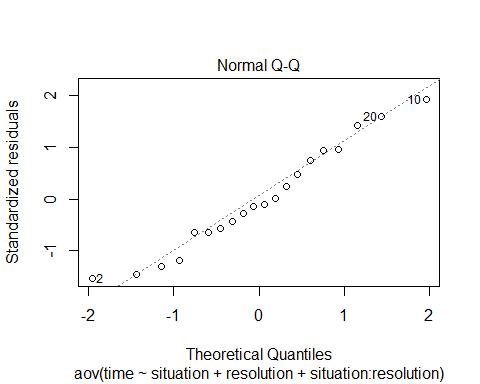 Normal Q-Q
Standardized residuals
2
1
0
-1
10
20
2
-2 -1 0 1 2
Theoretical Quantiles
aov(time ~ situation + resolution + situation:resolution)